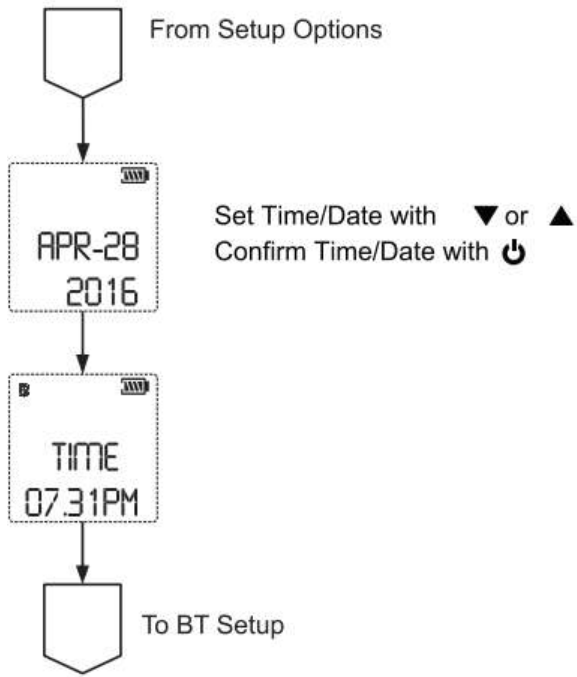 From Setup Options
APR-28
2016
Set Time/Date with ▼ or ▲
Confirm Time/Date with ⏻
TIME
07.31PM
To BT Setup